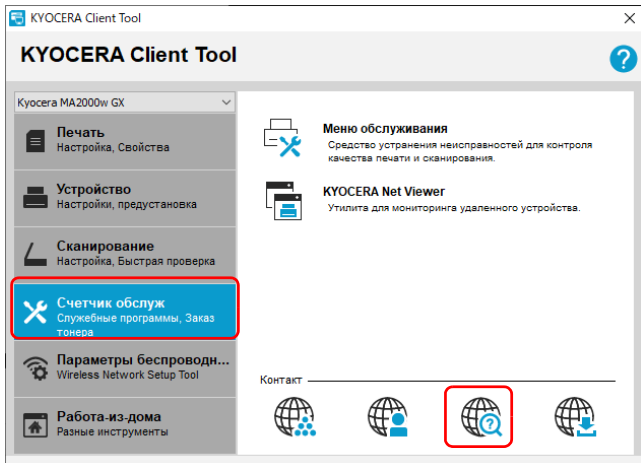 KYOCERA Client Tool
KYOCERA Client Tool
?
Kyocera MA2000w GX
Печать
Настройка, Свойства
Устройство
Настройки, предустановка
Сканирование
Настройка, Быстрая проверка
Счетчик обслуж
Служебные программы, Заказ
тонера
Параметры беспроводн...
Wireless Network Setup Tool
Работа-из-дома
Разные инструменты
Меню обслуживания
Средство устранения неисправностей для контроля
качества печати и сканирования.
KYOCERA Net Viewer
Утилита для мониторинга удаленного устройства.
Контакт
?